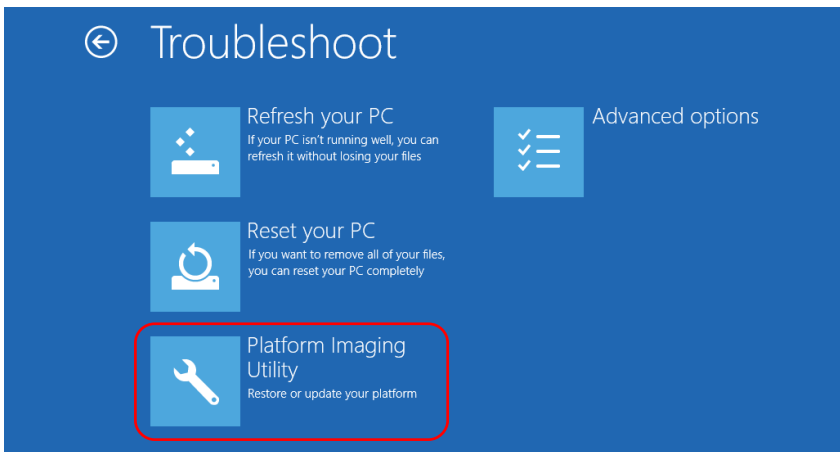 Troubleshoot
Refresh your PC
If your PC isn't running well, you can
refresh it without losing your files
Advanced options
Reset your PC
If you want to remove all of your files,
you can reset your PC completely
Platform Imaging
Utility
Restore or update your platform